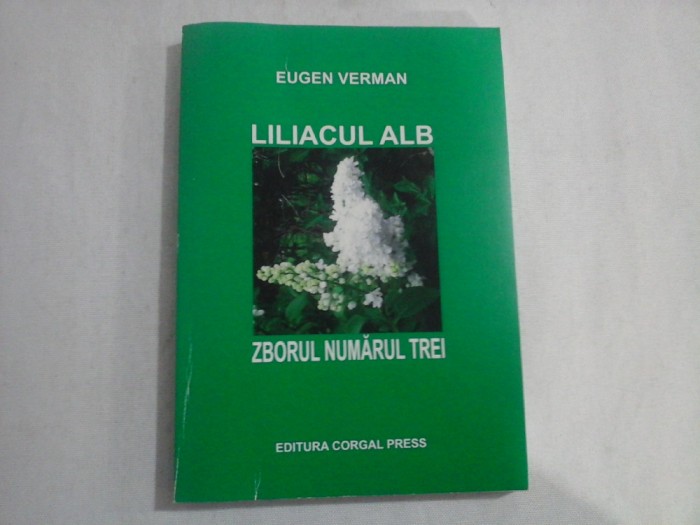 EUGEN VERMAN
LILIACUL ALB
ZBORUL NUMĂRUL TREI
EDITURA CORGAL PRESS